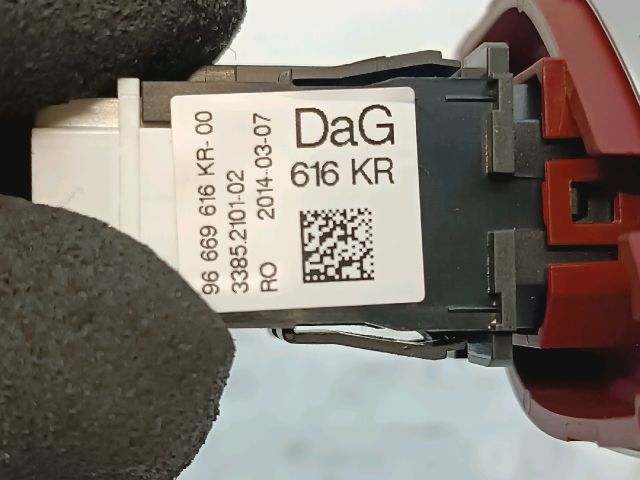 DaG
616 KR
96 669 616 KR-00
3385.2101-02
RO 2014-03-07